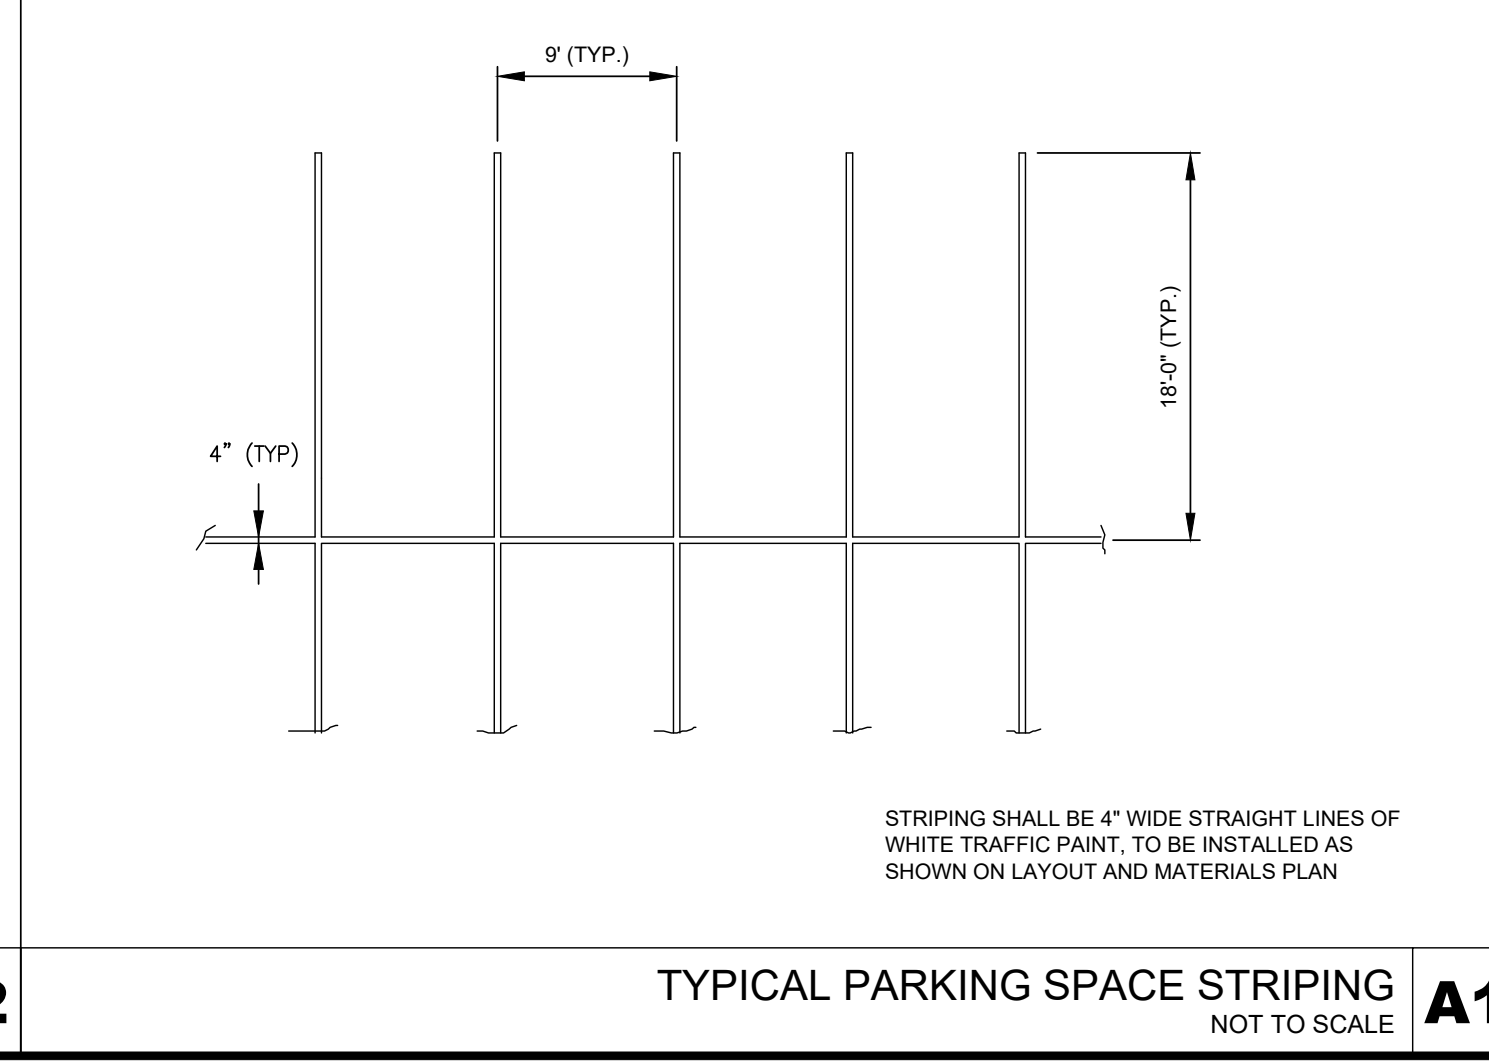 9' (TYP.)
18'-0" (TYP.)
4” (TYP)
STRIPING SHALL BE 4" WIDE STRAIGHT LINES OF
WHITE TRAFFIC PAINT, TO BE INSTALLED AS
SHOWN ON LAYOUT AND MATERIALS PLAN
TYPICAL PARKING SPACE STRIPING
NOT TO SCALE
A1